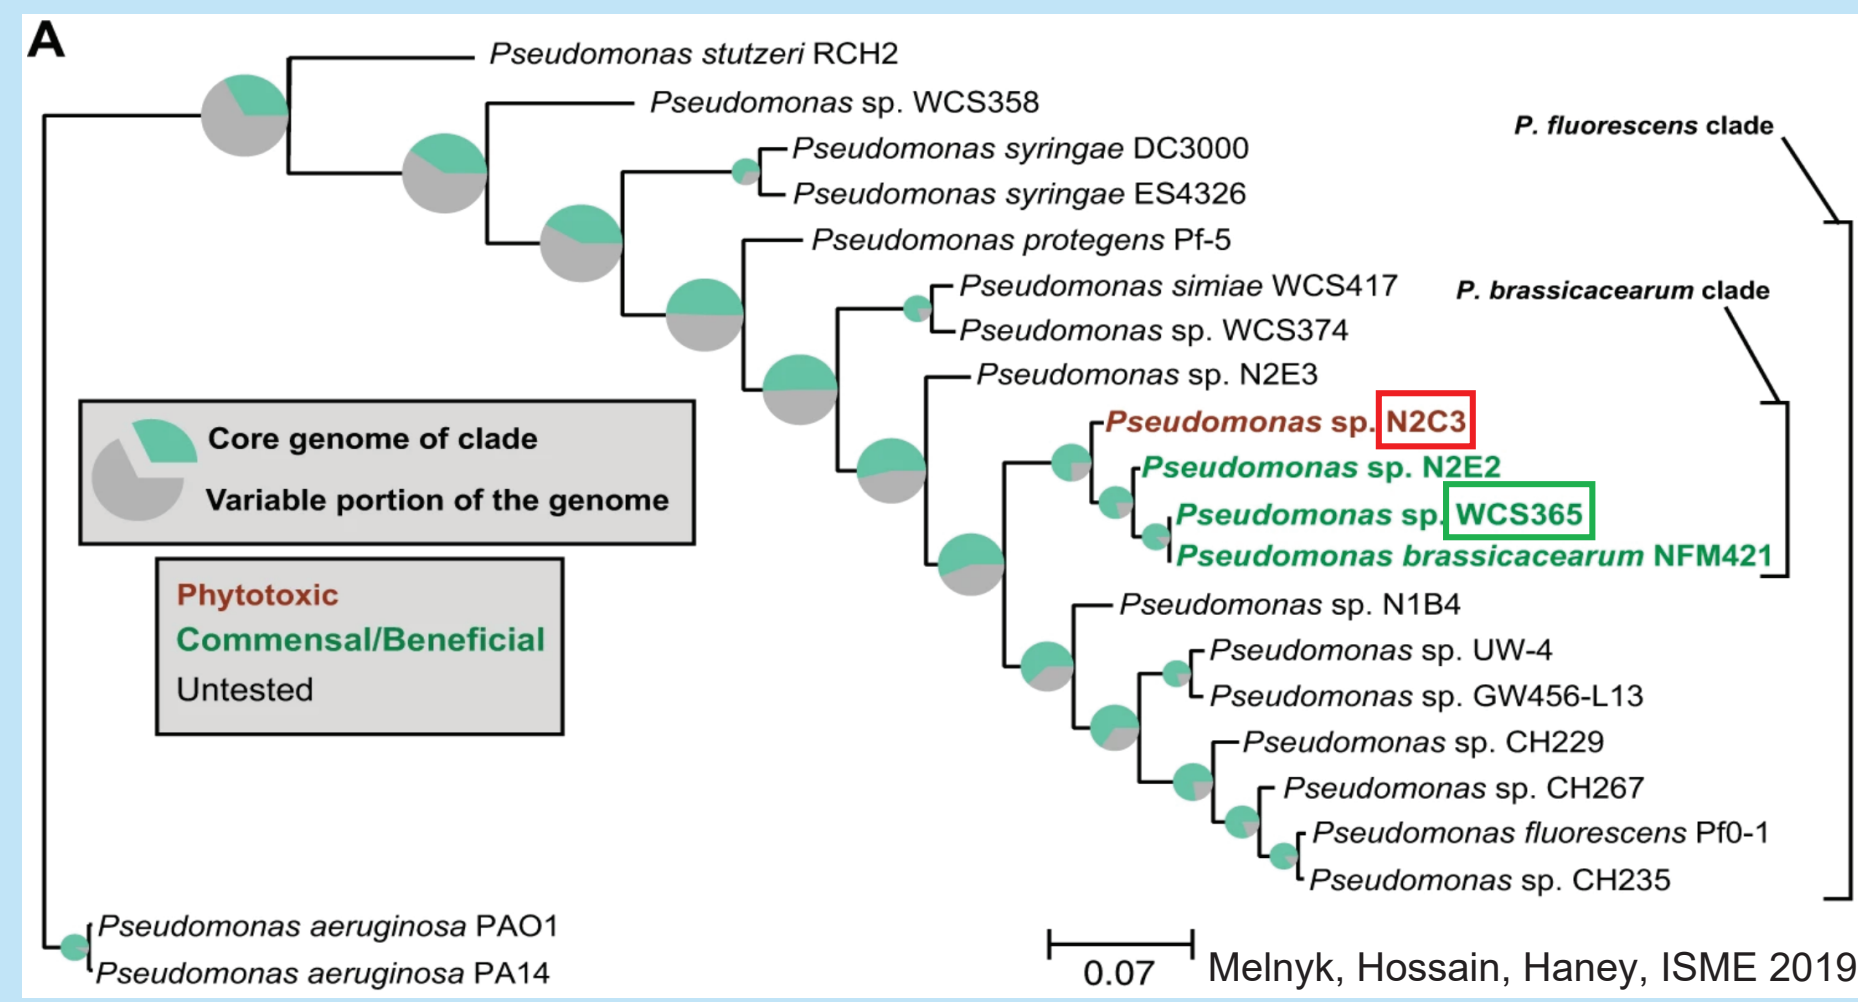 A
Pseudomonas stutzeri RCH2
Pseudomonas sp. WCS358
P. fluorescens clade
Pseudomonas syringae DC3000
Pseudomonas syringae ES4326
Pseudomonas protegens Pf-5
Pseudomonas simiae WCS417
P. brassicacearum clade
Pseudomonas sp. WCS374
Pseudomonas sp. N2E3
Pseudomonas sp. N2C3
Core genome of clade
Pseudomonas sp. N2E2
Variable portion of the genome
Pseudomonas sp. WCS365
Pseudomonas brassicacearum NFM421
Phytotoxic
Commensal/Beneficial
Untested
Pseudomonas sp. N1B4
Pseudomonas sp. UW-4
Pseudomonas sp. GW456-L13
Pseudomonas sp. CH229
Pseudomonas sp. CH267
Pseudomonas fluorescens Pf0-1
Pseudomonas sp. CH235
Pseudomonas aeruginosa PAO1
Pseudomonas aeruginosa PA14
0.07
Melnyk, Hossain, Haney, ISME 2019